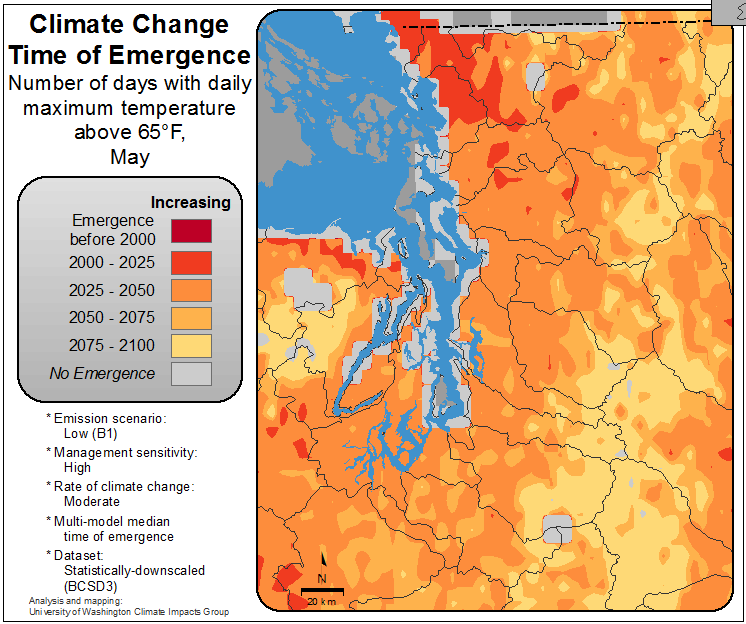 Climate Change
Time of Emergence
Number of days with daily
maximum temperature
above 65°F,
May
Increasing
Emergence
before 2000
2000 - 2025
2025 - 2050
2050 - 2075
2075 - 2100
No Emergence
* Emission scenario:
Low (B1)
* Management sensitivity:
High
* Rate of climate change:
Moderate
* Multi-model median
time of emergence
* Dataset:
Statistically-downscaled
(BCSD3)
Analysis and mapping:
University of Washington Climate Impacts Group
N
20 km